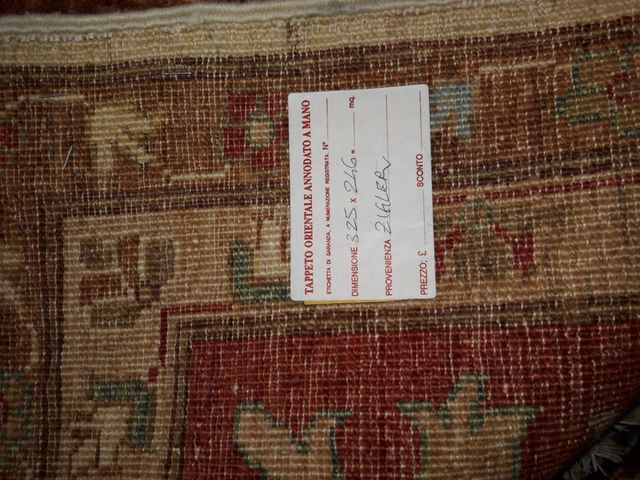 TAPPETO ORIENTALE ANNODATO A MANO
ETICHETTA DI GARANZIA, A NUMERAZIONE REGISTRATA N°
DIMENSIONE 325 x 246 = mq.
PROVENIENZA ZIGLER
PREZZO, £ SCONTO